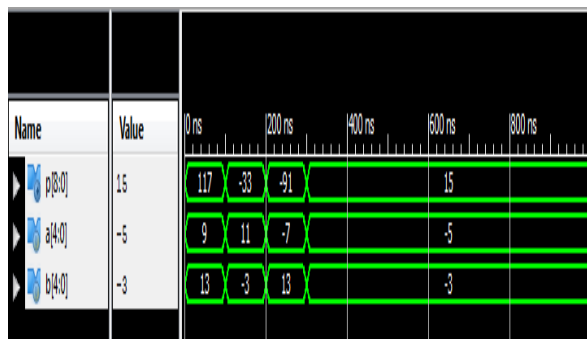 Name Value 0 ns 200 ns 400 ns 600 ns 800 ns
p[8:0] 15 117 -33 -91 15
a[4:0] -5 9 11 -7 -5
b[4:0] -3 13 -3 13 -3